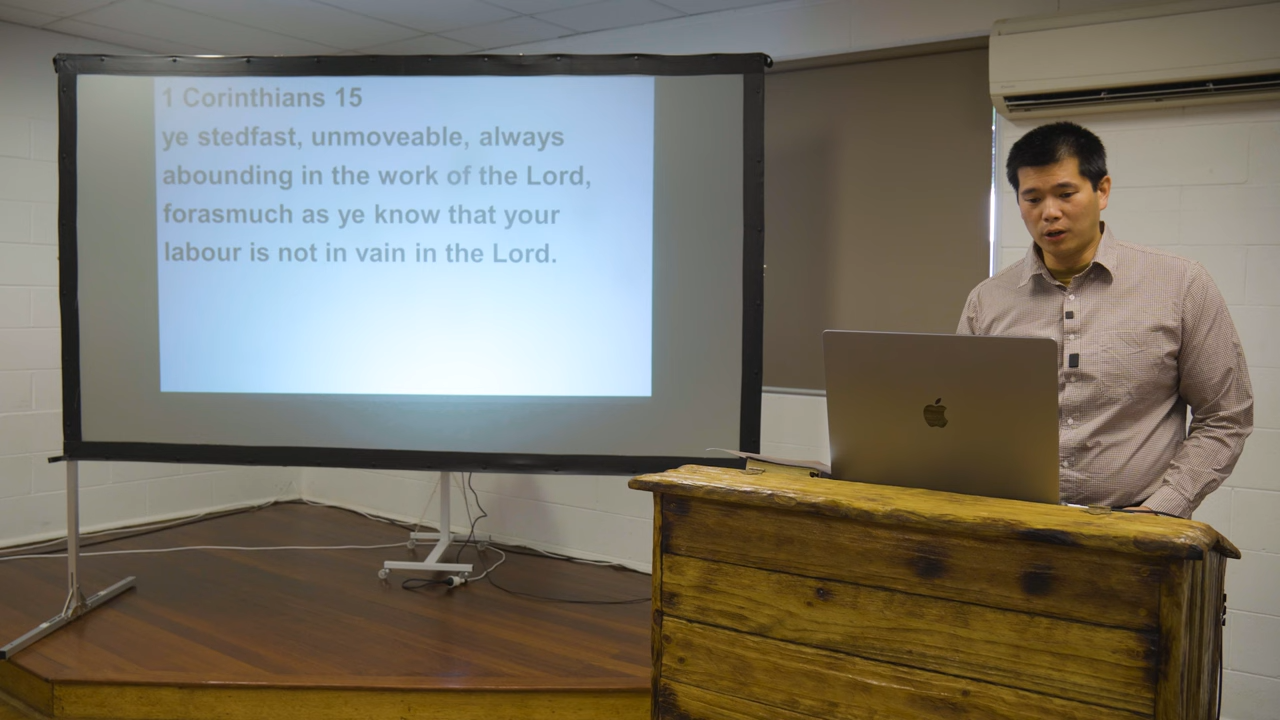 1 Corinthians 15
ye stedfast, unmoveable, always
abounding in the work of the Lord,
forasmuch as ye know that your
labour is not in vain in the Lord.